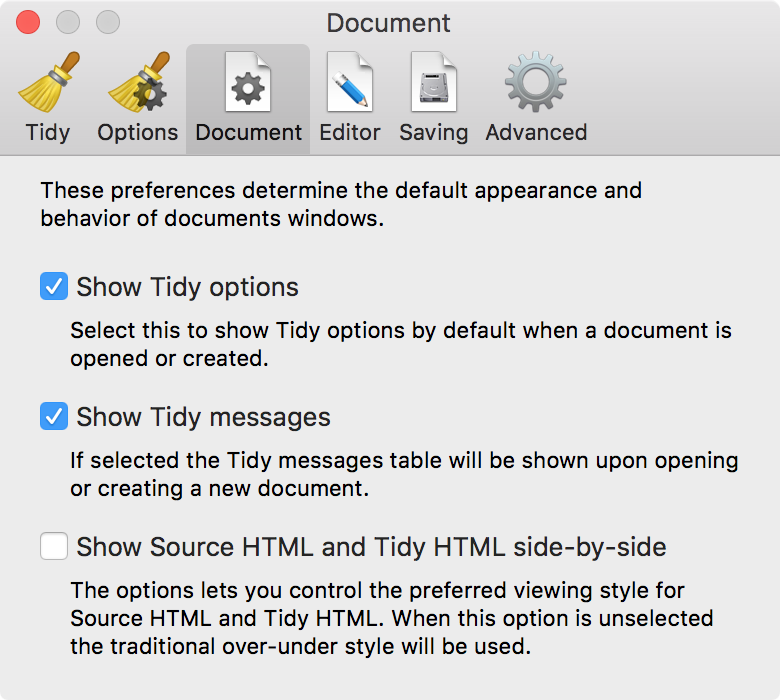 Document
Tidy Options Document Editor Saving Advanced
These preferences determine the default appearance and
behavior of documents windows.
Show Tidy options
Select this to show Tidy options by default when a document is
opened or created.
Show Tidy messages
If selected the Tidy messages table will be shown upon opening
or creating a new document.
Show Source HTML and Tidy HTML side-by-side
The options lets you control the preferred viewing style for
Source HTML and Tidy HTML. When this option is unselected
the traditional over-under style will be used.